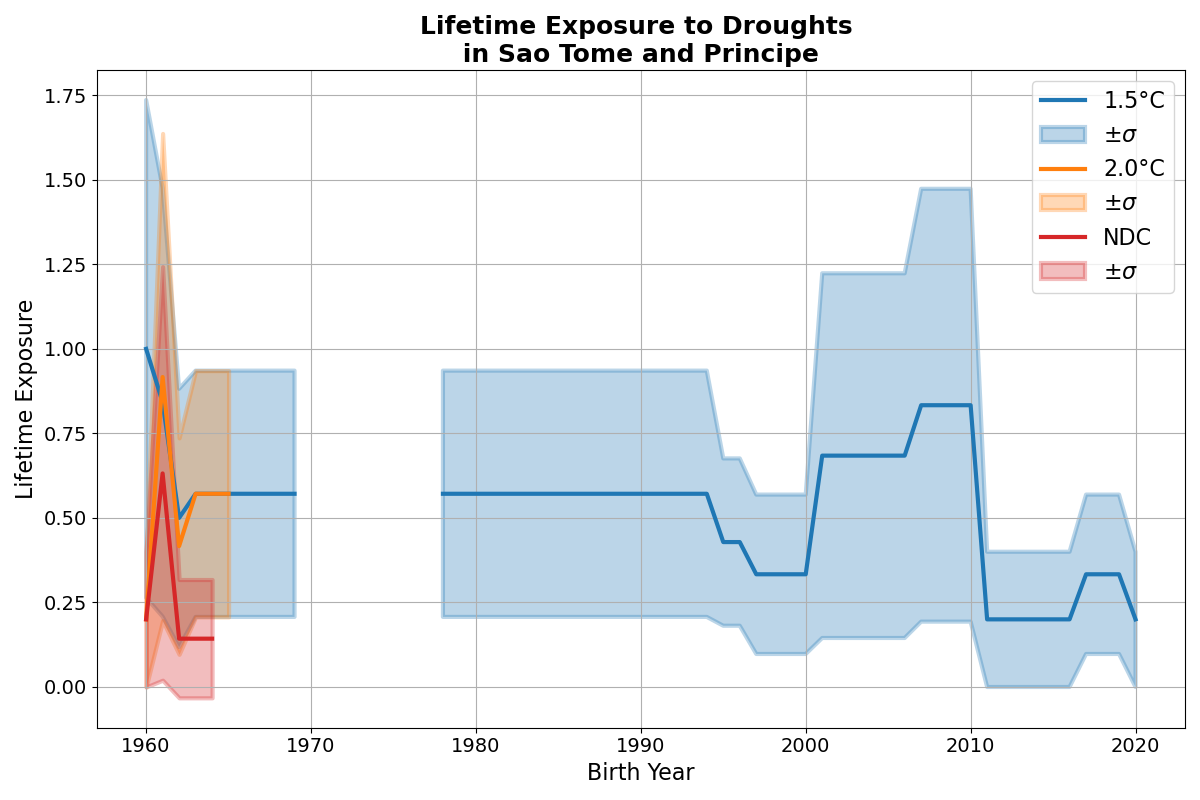 Lifetime Exposure to Droughts
in Sao Tome and Principe
1.75
1.50
1.25
1.00
0.75
0.50
0.25
0.00
Lifetime Exposure
1960
1970
1980
1990
2000
2010
2020
Birth Year
1.5°C
±σ
2.0°C
±σ
NDC
±σ